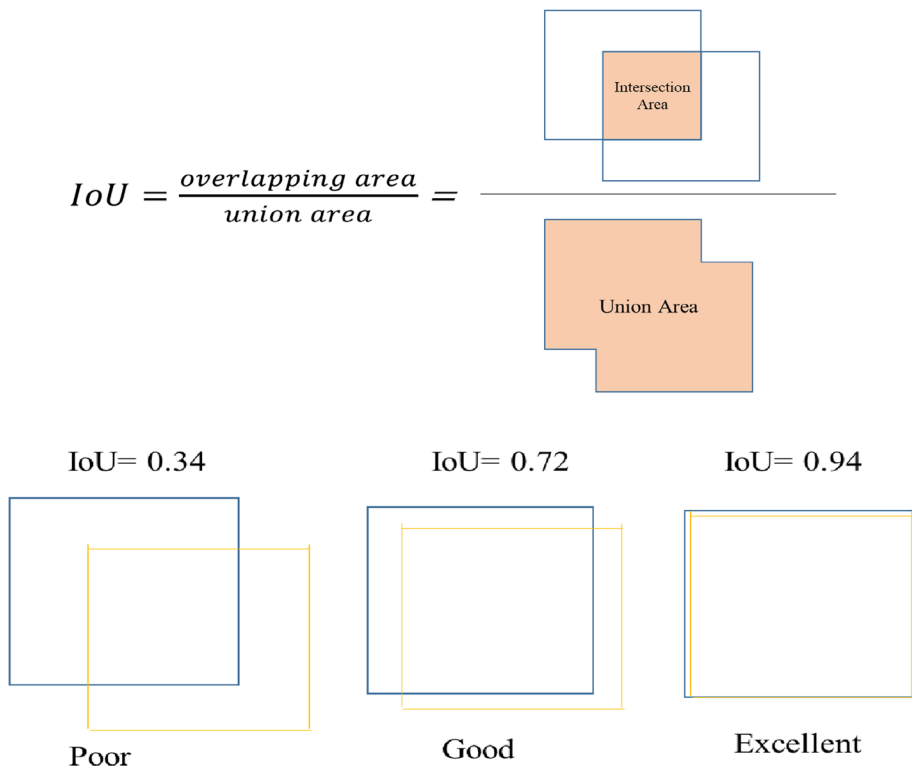 Intersection
Area
IoU = overlapping area / union area =
Union Area
IoU= 0.34
IoU= 0.72
IoU= 0.94
Poor
Good
Excellent